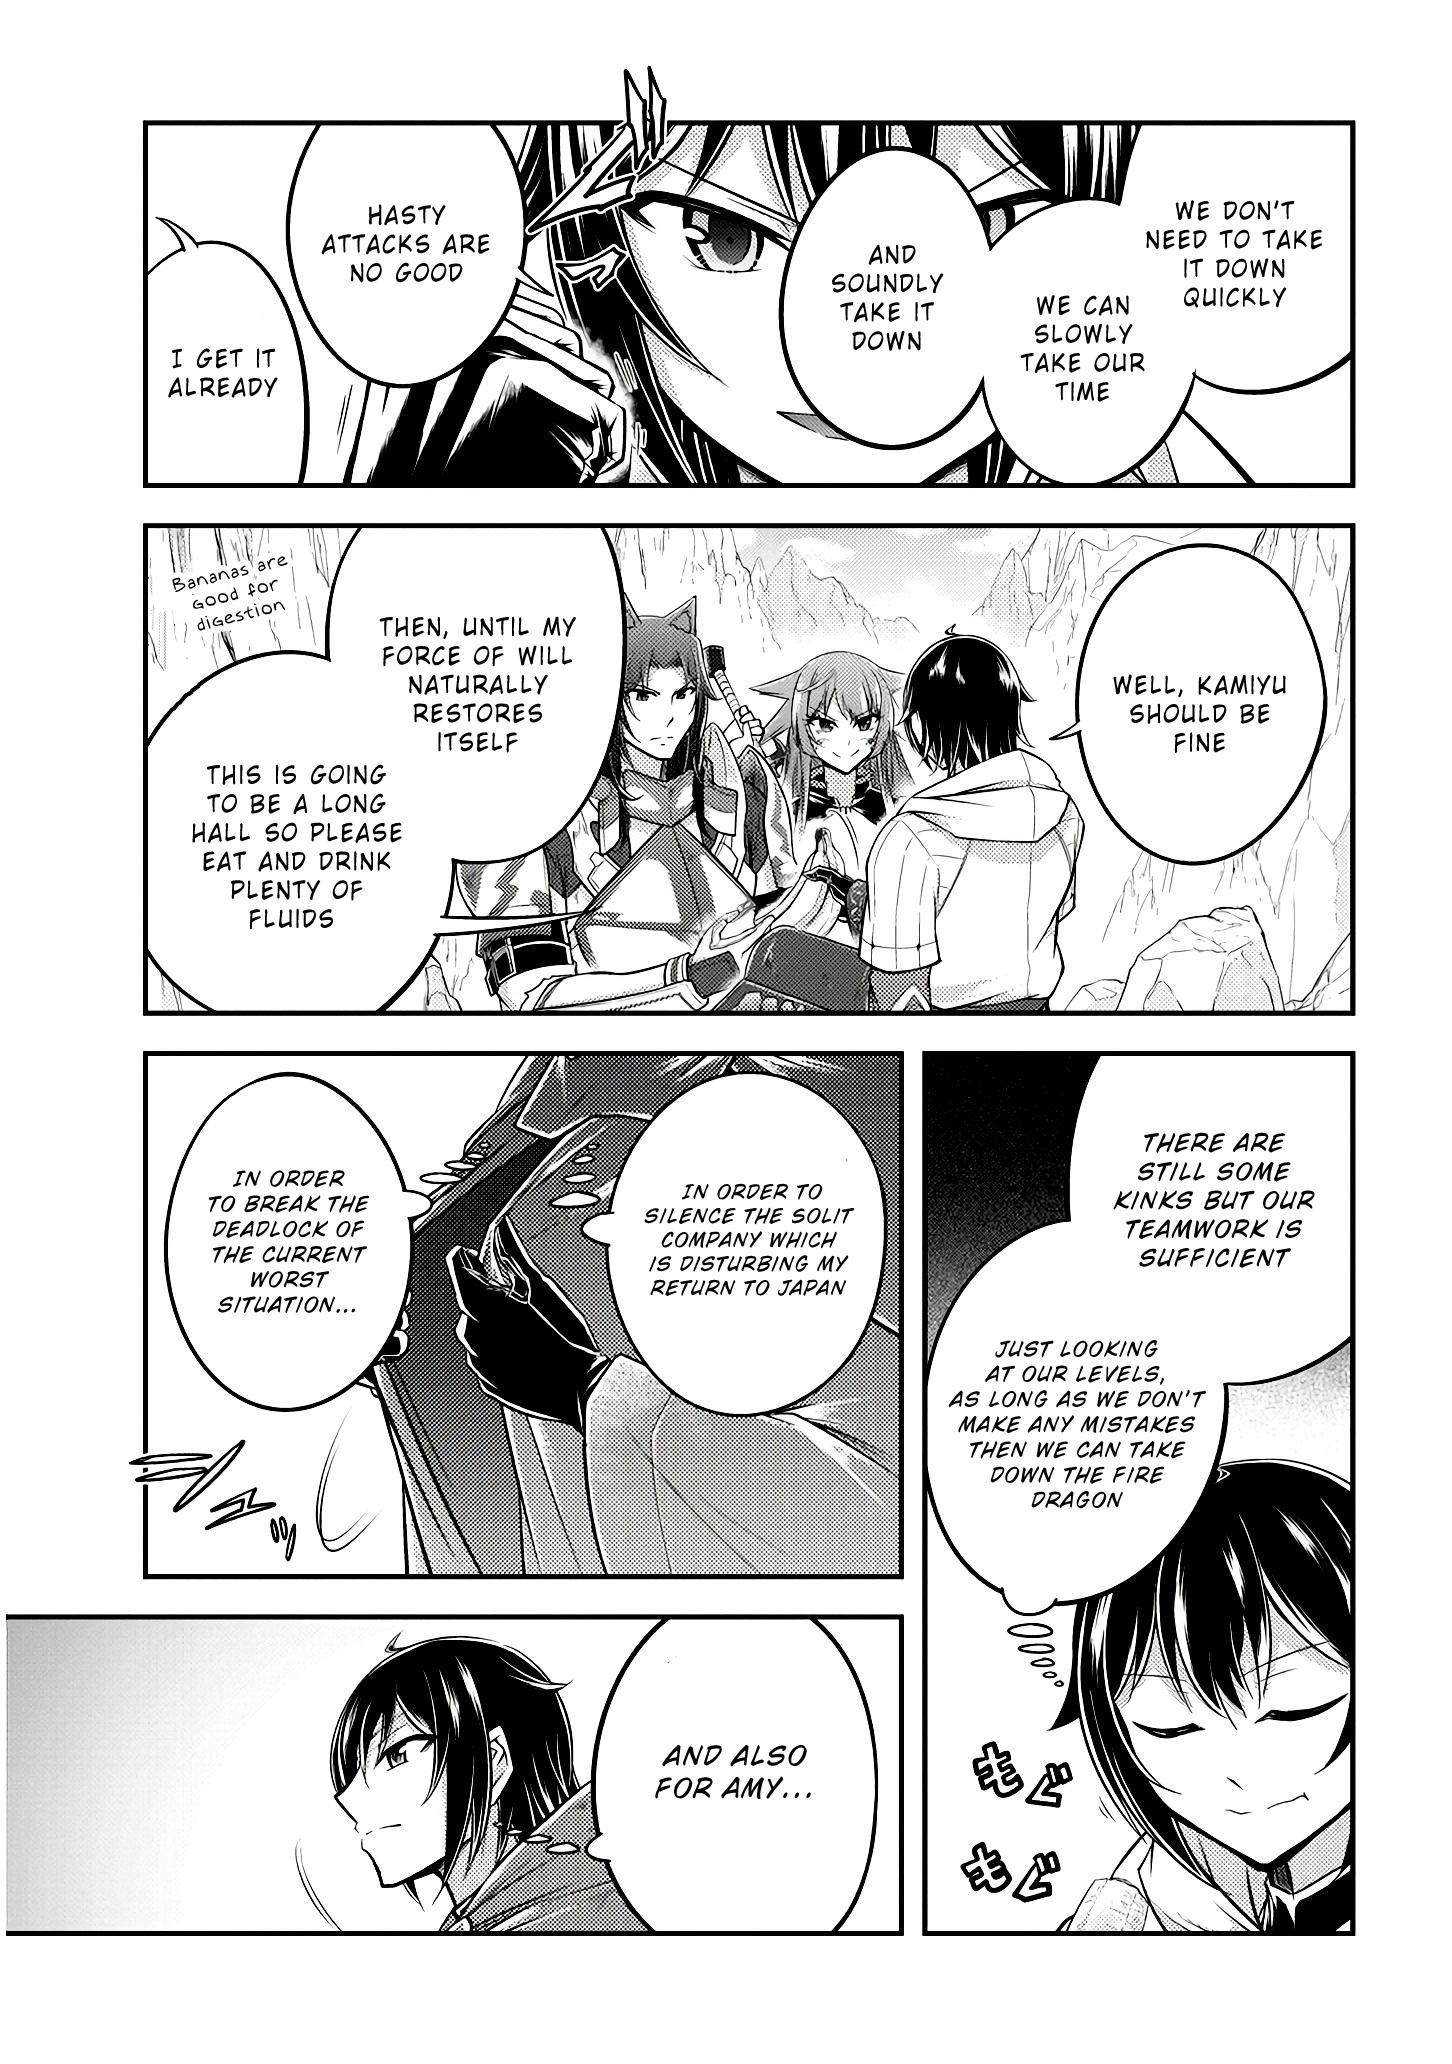 WE DON'T
NEED TO TAKE
IT DOWN
QUICKLY
WE CAN
SLOWLY
TAKE OUR
TIME
AND
SOUNDLY
TAKE IT
DOWN
HASTY
ATTACKS ARE
NO GOOD
I GET IT
ALREADY
WELL, KAMIYU
SHOULD BE
FINE
THEN, UNTIL MY
FORCE OF WILL
NATURALLY
RESTORES
ITSELF
THIS IS GOING
TO BE A LONG
HALL SO PLEASE
EAT AND DRINK
PLENTY OF
FLUIDS
Bananas are
Good for
diGestion
THERE ARE
STILL SOME
KINKS BUT OUR
TEAMWORK IS
SUFFICIENT
JUST LOOKING
AT OUR LEVELS,
AS LONG AS WE DON'T
MAKE ANY MISTAKES
THEN WE CAN TAKE
DOWN THE FIRE
DRAGON
もぐ
もぐ
IN ORDER TO
SILENCE THE SOLIT
COMPANY WHICH
IS DISTURBING MY
RETURN TO JAPAN
IN ORDER
TO BREAK THE
DEADLOCK OF
THE CURRENT
WORST
SITUATION...
AND ALSO
FOR AMY...